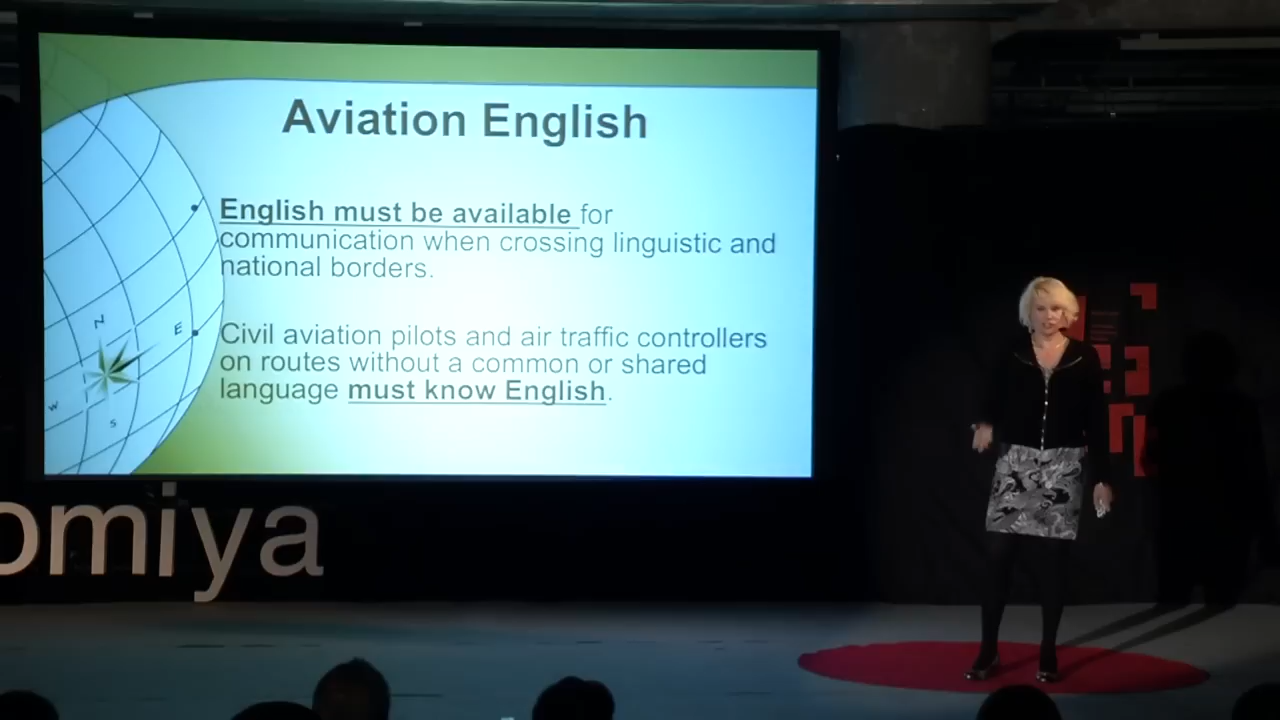 Aviation English
English must be available for
communication when crossing linguistic and
national borders.
Civil aviation pilots and air traffic controllers
on routes without a common or shared
language must know English.
N
E
W
S
omiya